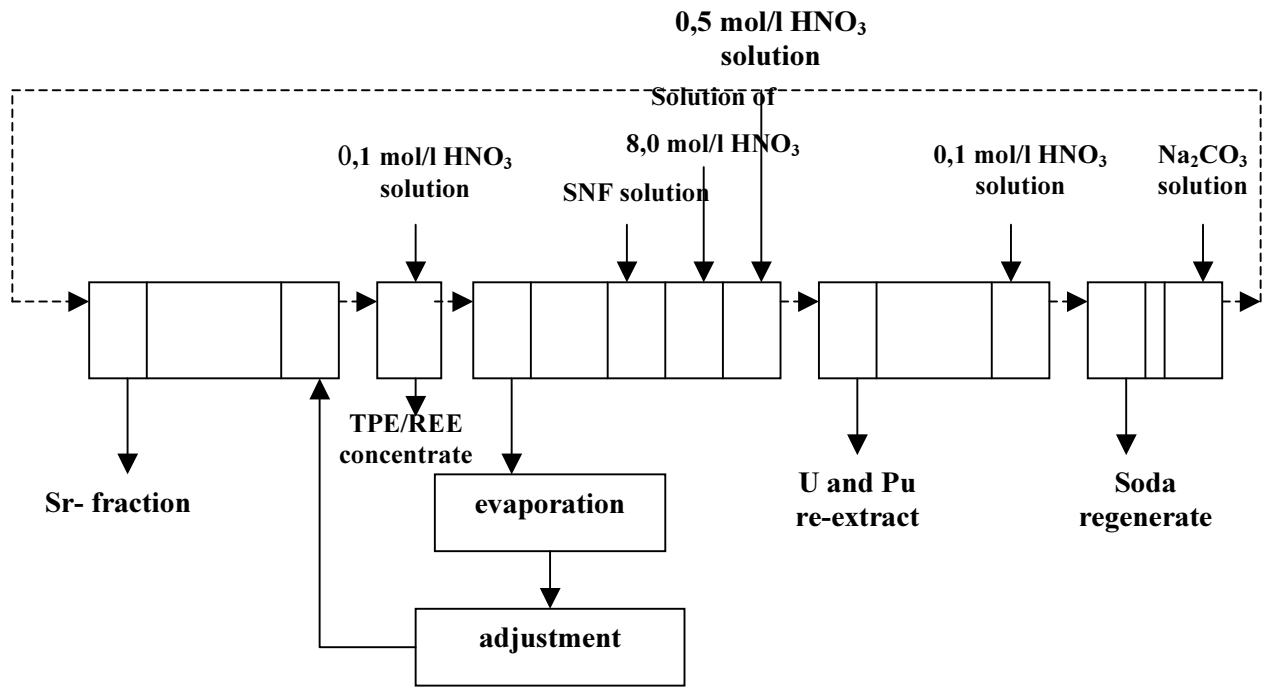 0,5 mol/l HNO₃
solution
Solution of
8,0 mol/l HNO₃
0,1 mol/l HNO₃
solution
SNF solution
0,1 mol/l HNO₃
solution
Na₂CO₃
solution
TPE/REE
concentrate
Sr- fraction
evaporation
adjustment
U and Pu
re-extract
Soda
regenerate